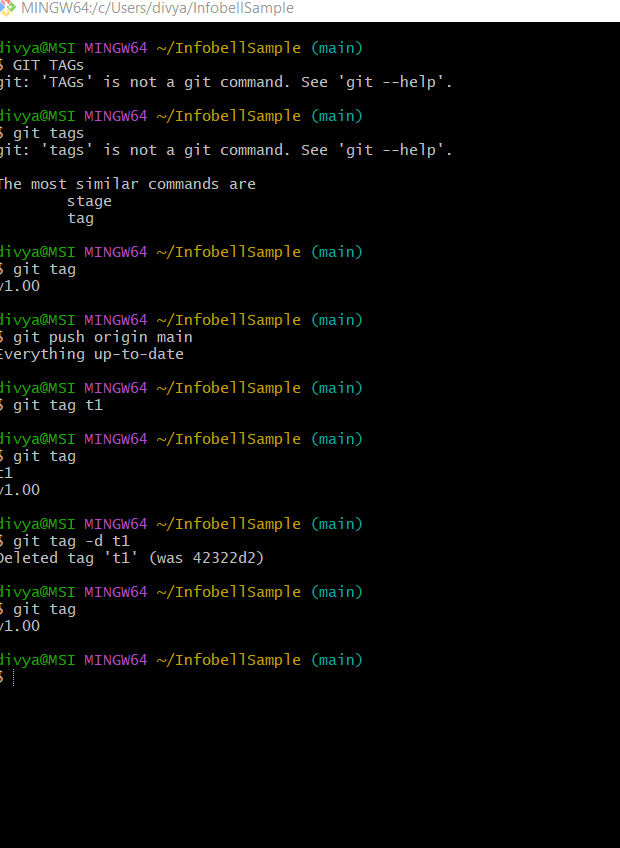 MINGW64:/c/Users/divya/InfobellSample
divya@MSI MINGW64 ~/InfobellSample (main)
$ GIT TAGs
git: 'TAGs' is not a git command. See 'git --help'.
divya@MSI MINGW64 ~/InfobellSample (main)
$ git tags
git: 'tags' is not a git command. See 'git --help'.
The most similar commands are
stage
tag
divya@MSI MINGW64 ~/InfobellSample (main)
$ git tag
v1.00
divya@MSI MINGW64 ~/InfobellSample (main)
$ git push origin main
Everything up-to-date
divya@MSI MINGW64 ~/InfobellSample (main)
$ git tag t1
divya@MSI MINGW64 ~/InfobellSample (main)
$ git tag
t1
v1.00
divya@MSI MINGW64 ~/InfobellSample (main)
$ git tag -d t1
Deleted tag 't1' (was 42322d2)
divya@MSI MINGW64 ~/InfobellSample (main)
$ git tag
v1.00
divya@MSI MINGW64 ~/InfobellSample (main)
$